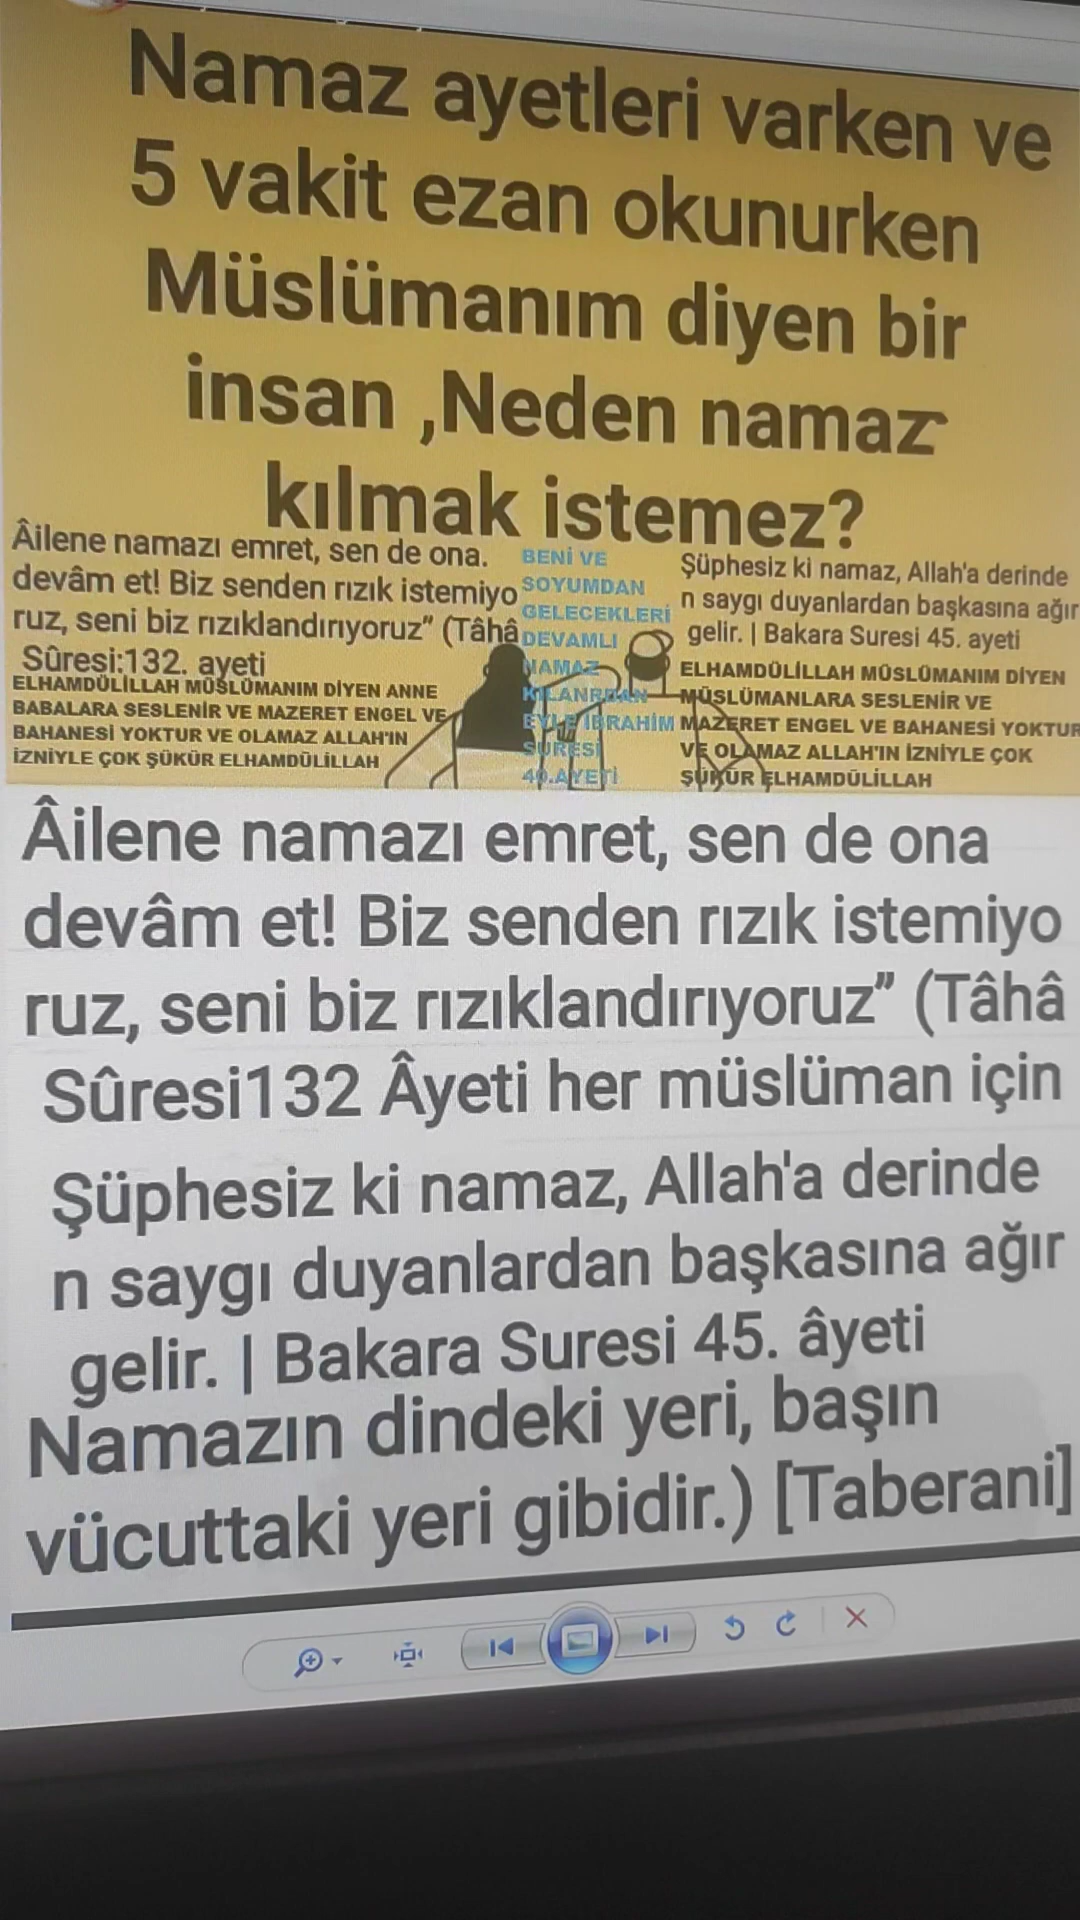 Namaz ayetleri varken ve
5 vakit ezan okunurken
Müslümanım diyen bir
insan ,Neden namaz
kılmak istemez?
Âilene namazı emret, sen de ona.
devâm et! Biz senden rızık istemiyo
ruz, seni biz rızıklandırıyoruz” (Tâhâ
Sûresi:132. ayeti
ELHAMDÜLİLLAH MÜSLÜMANIM DİYEN ANNE
BABALARA SESLENİR VE MAZERET ENGEL VE
BAHANESİ YOKTUR VE OLAMAZ ALLAH'IN
İZNİYLE ÇOK ŞÜKÜR ELHAMDÜLİLLAH
BENİ VE
SOYUMDAN
GELECEKLERİ
DEVAMLI
NAMAZ
KILANRDAN
EYLE İBRAHİM
SURESİ
40.AYETİ
Şüphesiz ki namaz, Allah'a derinde
n saygı duyanlardan başkasına ağır
gelir. | Bakara Suresi 45. ayeti
ELHAMDÜLİLLAH MÜSLÜMANIM DİYEN
MÜSLÜMANLARA SESLENİR VE
MAZERET ENGEL VE BAHANESİ YOKTUR
VE OLAMAZ ALLAH'IN İZNİYLE ÇOK
ŞÜKÜR ELHAMDÜLİLLAH
Âilene namazı emret, sen de ona
devâm et! Biz senden rızık istemiyo
ruz, seni biz rızıklandırıyoruz” (Tâhâ
Sûresi132 Âyeti her müslüman için
Şüphesiz ki namaz, Allah'a derinde
n saygı duyanlardan başkasına ağır
gelir. | Bakara Suresi 45. âyeti
Namazın dindeki yeri, başın
vücuttaki yeri gibidir.) [Taberani]